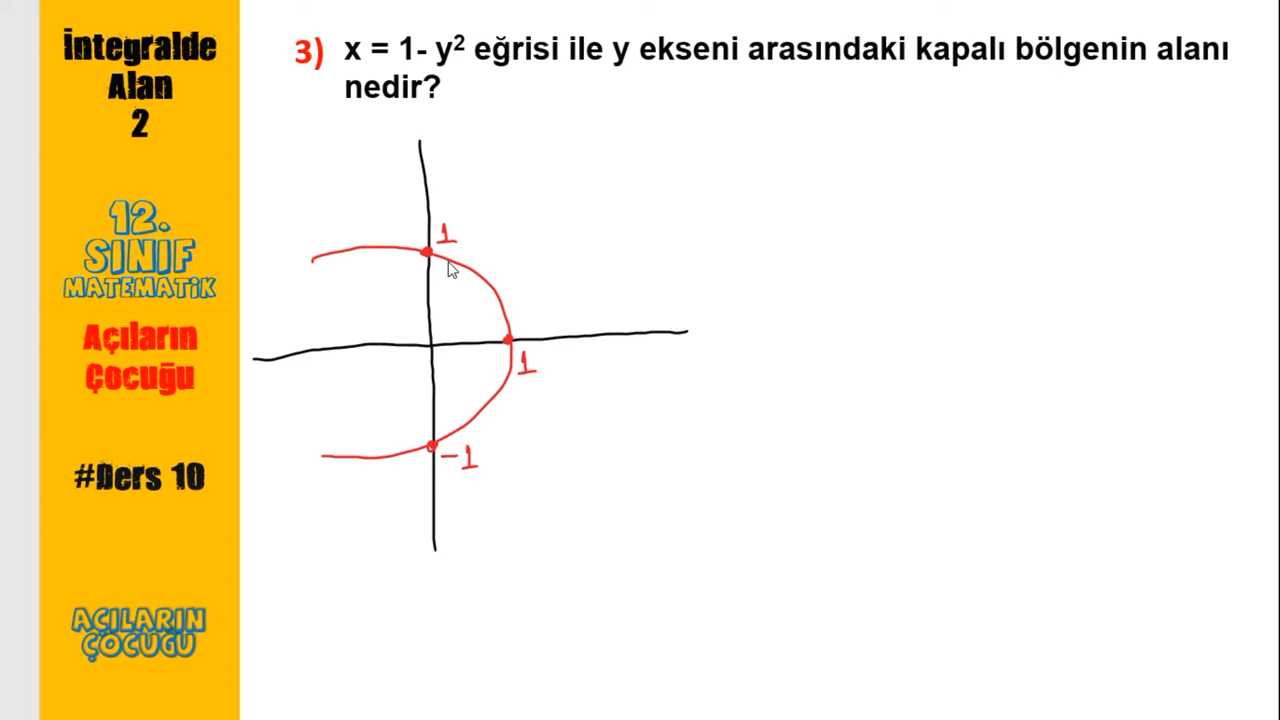 İntegralde
Alan
2
12.
SINIF
MATEMATİK
Açıların
Çocuğu
#Ders 10
AÇILARIN
ÇOCUĞU
3) x = 1- y² eğrisi ile y ekseni arasındaki kapalı bölgenin alanı
nedir?
1
1
-1